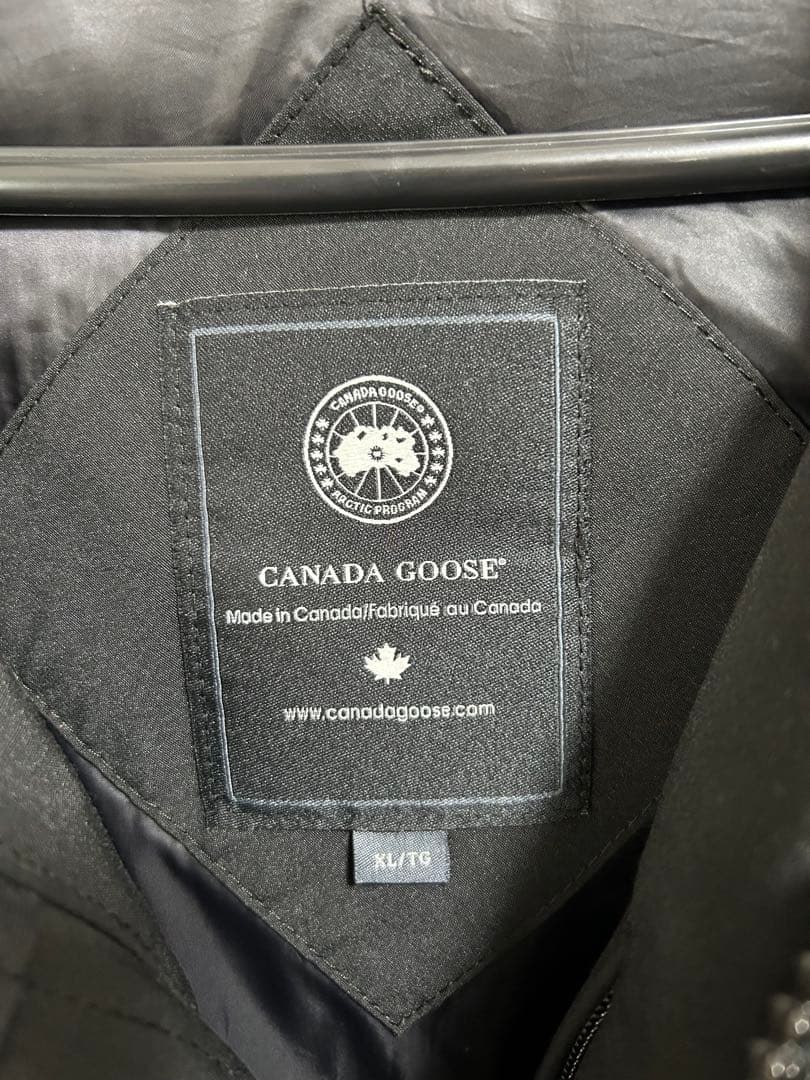 CANADA GOOSE®
ARCTIC PROGRAM
CANADA GOOSE®
Made in Canada/Fabriqué au Canada
www.canadagoose.com
XL/TG